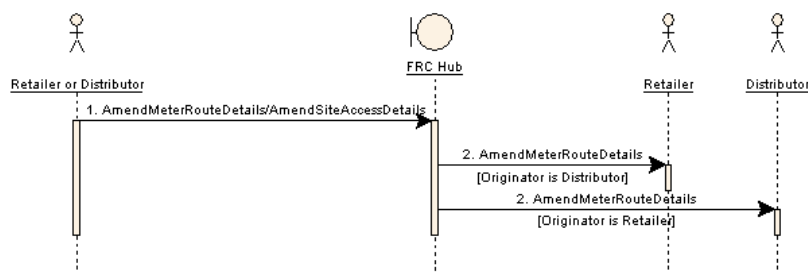 FRC Hub
Retailer or Distributor
Retailer
Distributor
1. AmendMeterRouteDetails/AmendSiteAccessDetails
2. AmendMeterRouteDetails
[Originator is Distributor]
2. AmendMeterRouteDetails
[Originator is Retailer]